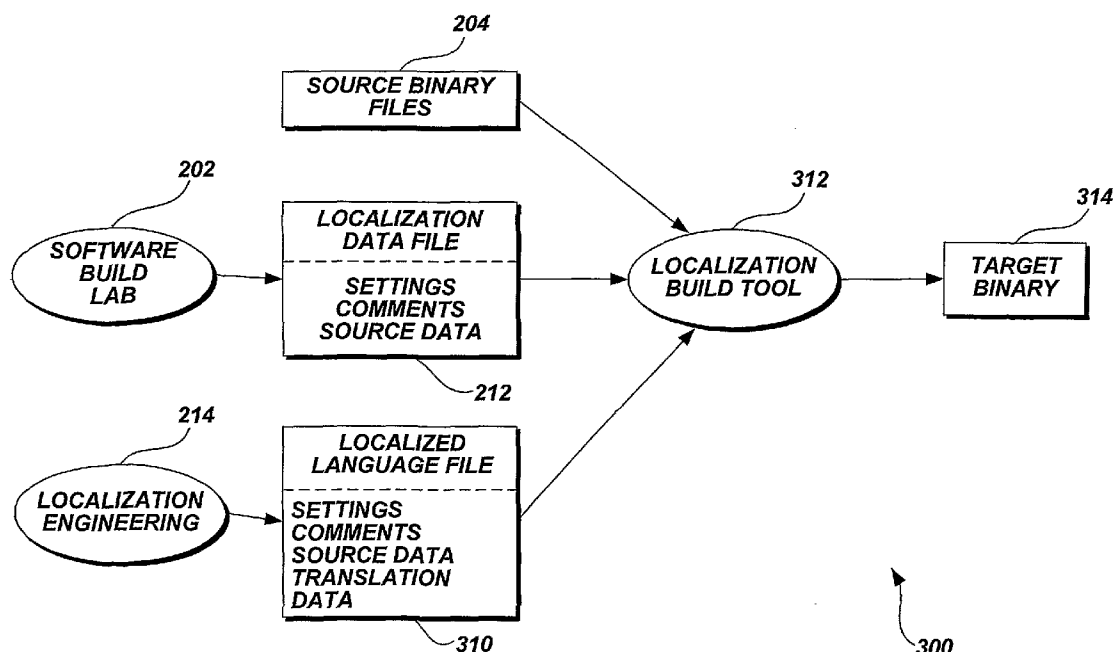 204
SOURCE BINARY
FILES
202
SOFTWARE
BUILD
LAB
LOCALIZATION
DATA FILE
SETTINGS
COMMENTS
SOURCE DATA
212
312
LOCALIZATION
BUILD TOOL
314
TARGET
BINARY
214
LOCALIZATION
ENGINEERING
LOCALIZED
LANGUAGE FILE
SETTINGS
COMMENTS
SOURCE DATA
TRANSLATION
DATA
310
300